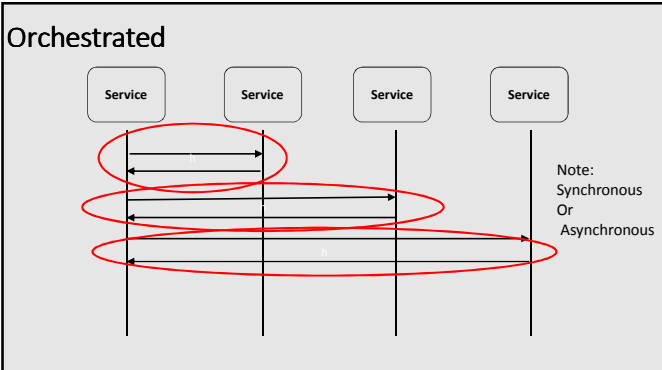 Orchestrated
Service Service Service Service
h
Note:
Synchronous
Or
Asynchronous
h